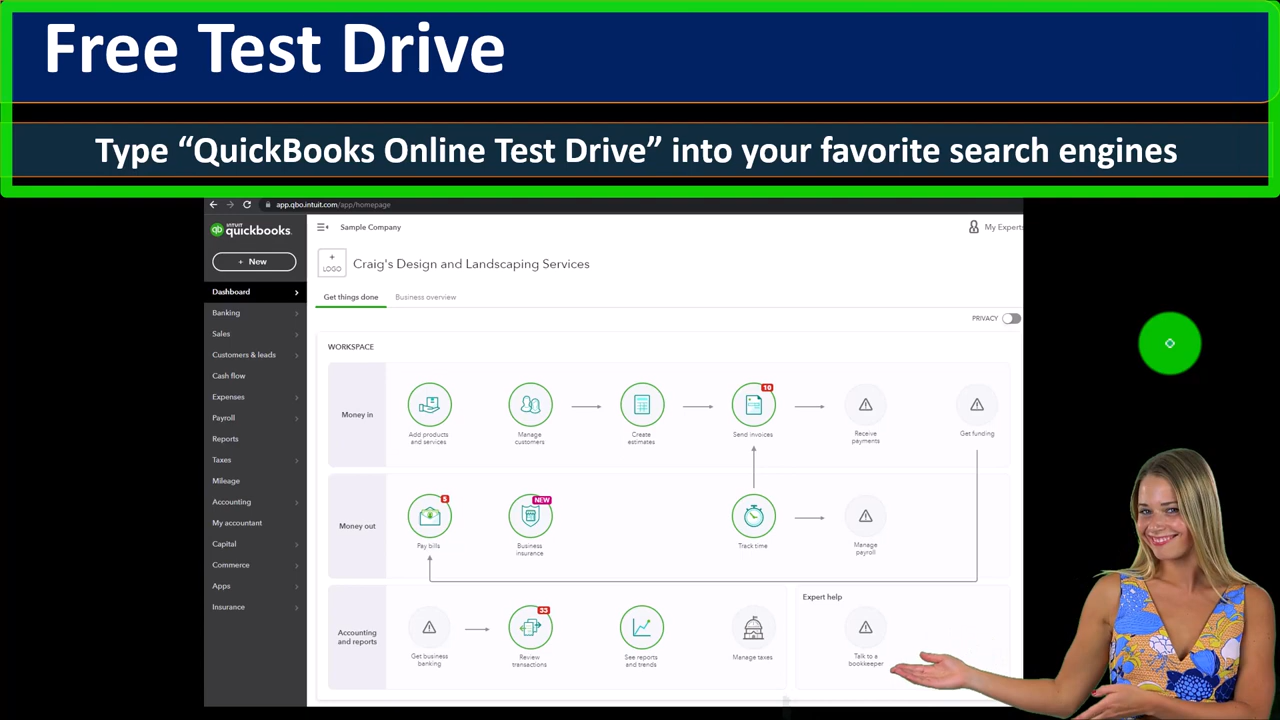 Free Test Drive
Type “QuickBooks Online Test Drive” into your favorite search engines
app.qbo.intuit.com/app/homepage
qb INTUIT quickbooks.
Sample Company
My Experts
+ New
+
LOGO
Craig's Design and Landscaping Services
Dashboard
Banking
Sales
Customers & leads
Cash flow
Expenses
Payroll
Reports
Taxes
Mileage
Accounting
My accountant
Capital
Commerce
Apps
Insurance
Get things done
Business overview
PRIVACY
WORKSPACE
Money in
Add products
and services
Manage
customers
Create
estimates
10
Send invoices
Receive
payments
Get funding
Money out
5
Pay bills
NEW
Business
insurance
Track time
Manage
payroll
Accounting
and reports
Get business
banking
33
Review
transactions
See reports
and trends
Manage taxes
Expert help
Talk to a
bookkeeper